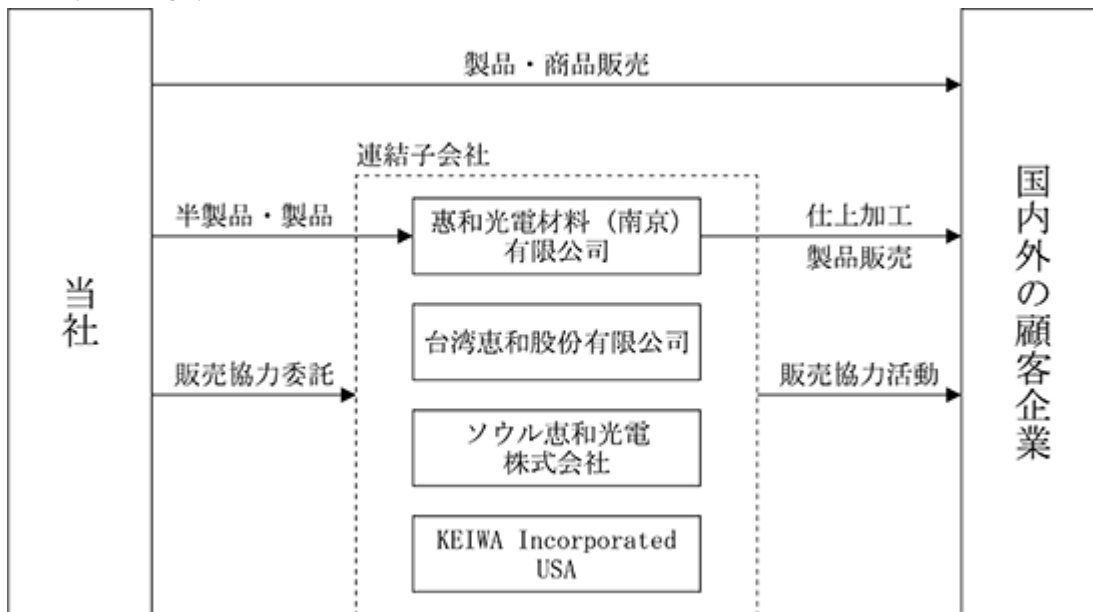 製品・商品販売
連結子会社
半製品・製品
惠和光電材料（南京）
有限公司
仕上加工
製品販売
当社
台湾恵和股份有限公司
販売協力委託
販売協力活動
ソウル恵和光電
株式会社
KEIWA Incorporated
USA
国内外の顧客企業